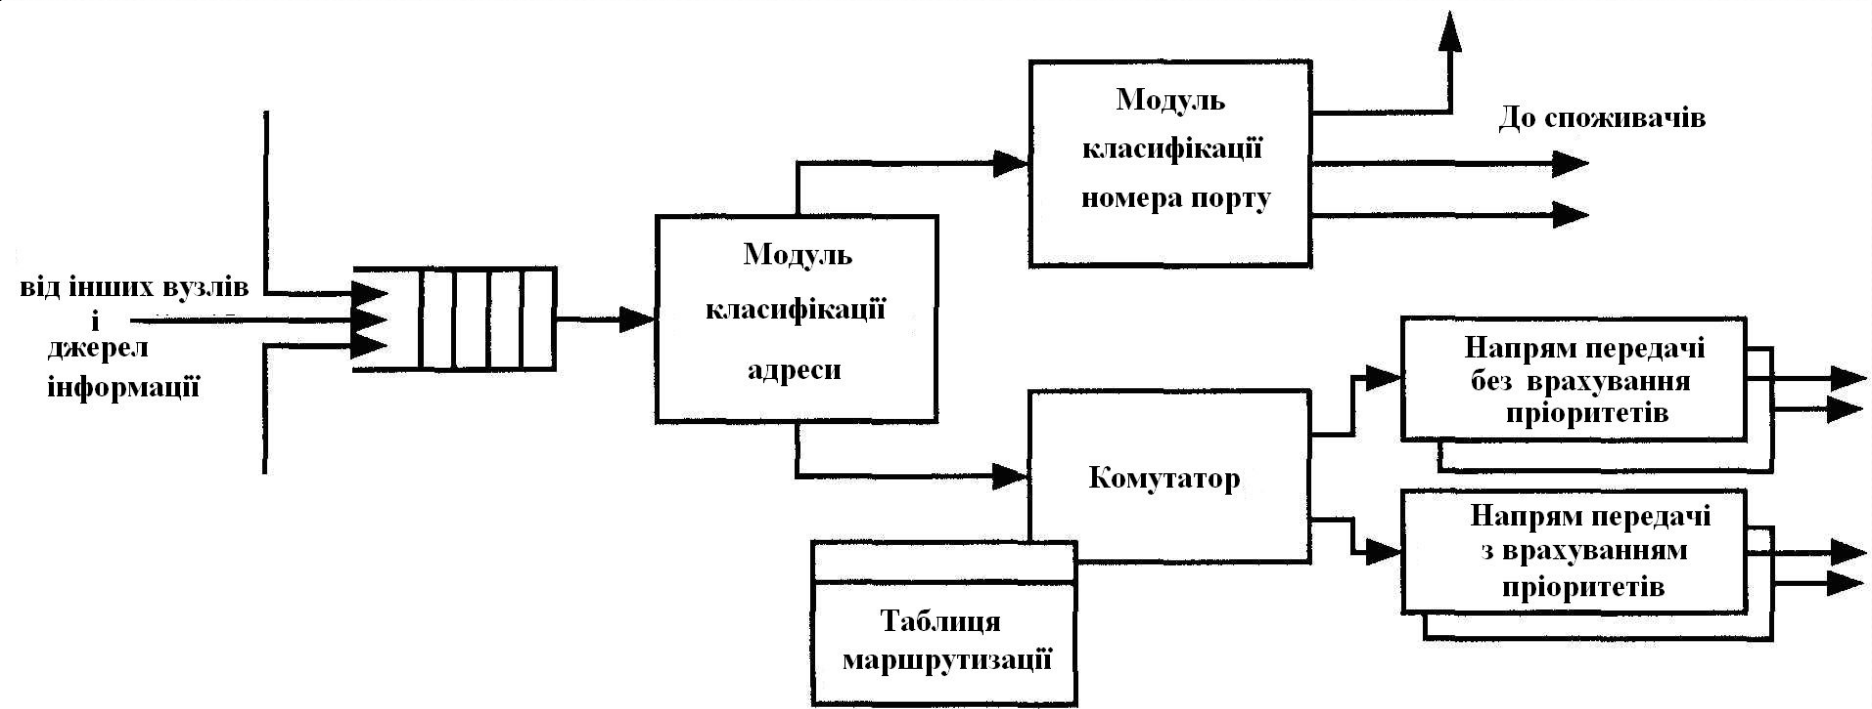 від інших вузлів
і
джерел
інформації
Модуль
класифікації
адреси
Модуль
класифікації
номера порту
До споживачів
Комутатор
Таблиця
маршрутизації
Напрям передачі
без врахування
пріоритетів
Напрям передачі
з врахуванням
пріоритетів